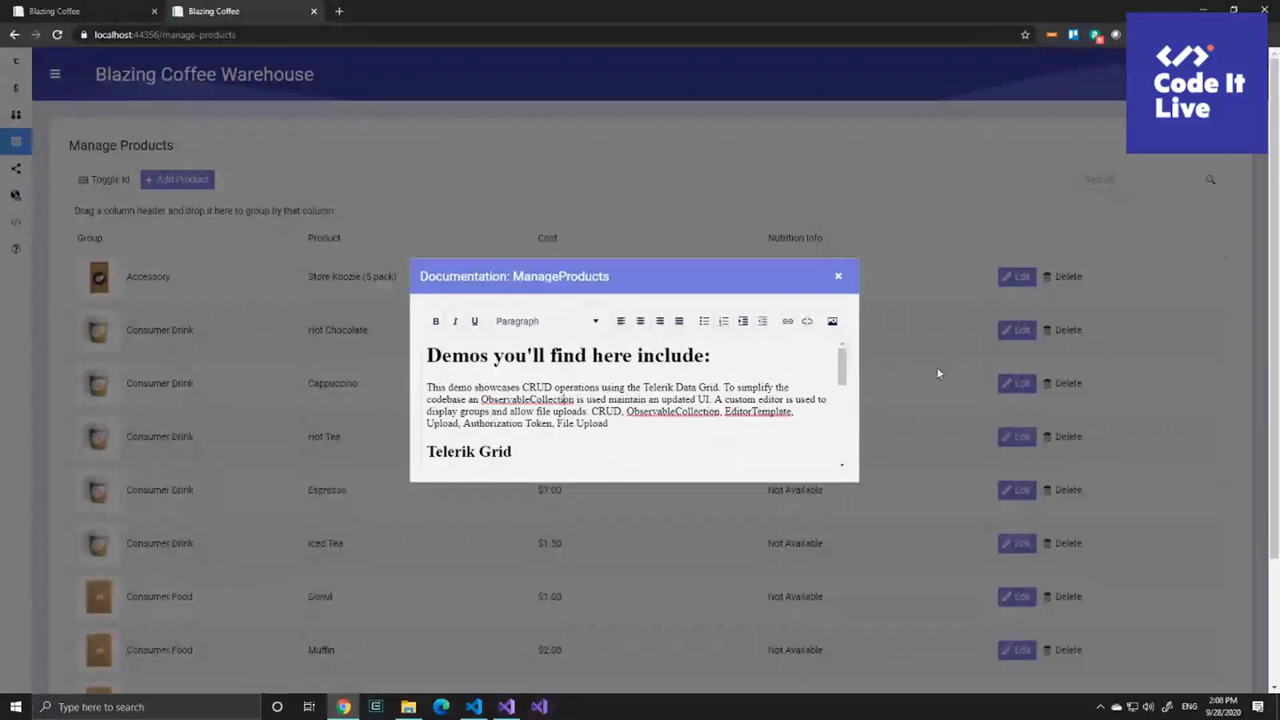 Blazing Coffee
Blazing Coffee
localhost:44356/manage-products
Blazing Coffee Warehouse
Code It
Live
Manage Products
Toggle Id
+ Add Product
Search
Drag a column header and drop it here to group by that column
Group Product Cost Nutrition Info
Accessory Store Koozie (5 pack) Edit Delete
Consumer Drink Hot Chocolate Edit Delete
Consumer Drink Cappuccino Edit Delete
Consumer Drink Hot Tea Edit Delete
Consumer Drink Espresso $7.00 Not Available Edit Delete
Consumer Drink Iced Tea $1.50 Not Available Edit Delete
Consumer Food Donut $1.00 Not Available Edit Delete
Consumer Food Muffin $2.00 Not Available Edit Delete
Documentation: ManageProducts
B I U Paragraph
Demos you'll find here include:
This demo showcases CRUD operations using the Telerik Data Grid. To simplify the
codebase an ObservableCollection is used maintain an updated UI. A custom editor is used to
display groups and allow file uploads. CRUD, ObservableCollection, EditorTemplate,
Upload, Authorization Token, File Upload
Telerik Grid
Type here to search
ENG
2:08 PM
9/28/2020